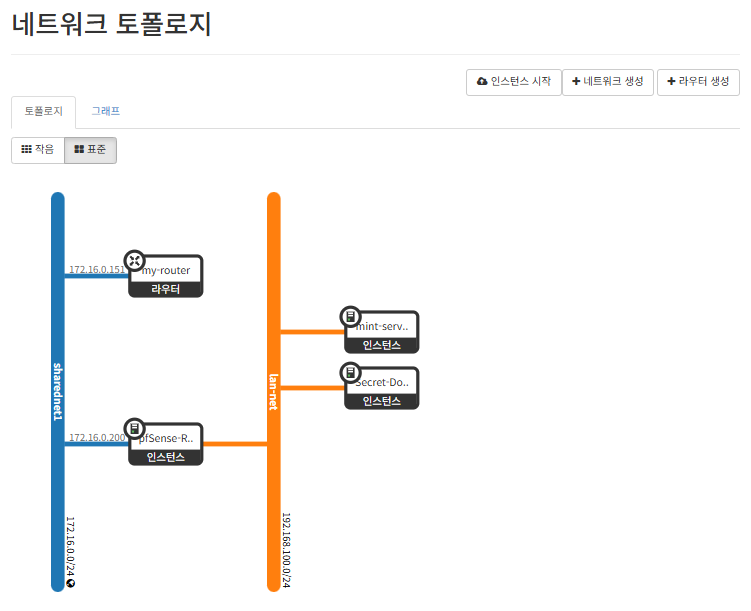 네트워크 토폴로지
인스턴스 시작
네트워크 생성
라우터 생성
토폴로지
그래프
작음
표준
172.16.0.151
my-router
라우터
mint-serv..
인스턴스
sharednet1
lan-net
Secret-Do..
인스턴스
172.16.0.200
pfSense-R..
인스턴스
172.16.0.0/24
192.168.100.0/24